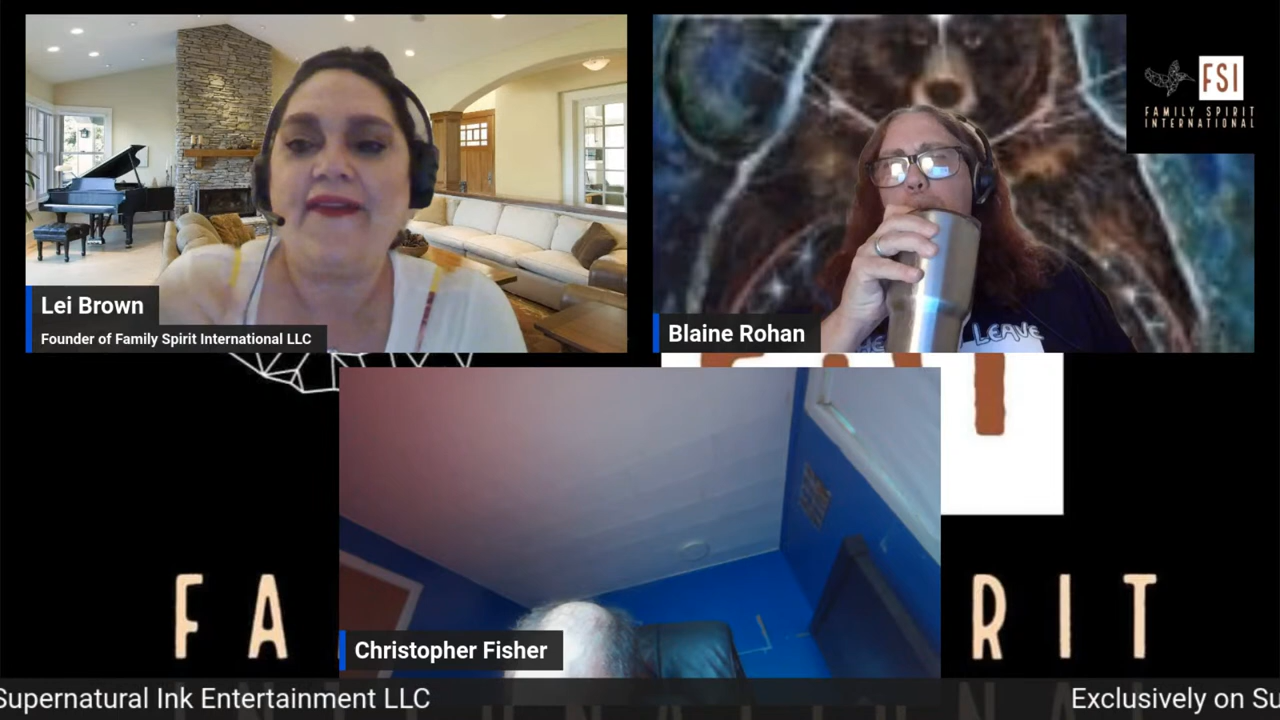 FSI
FAMILY SPIRIT
INTERNATIONAL
Lei Brown
Founder of Family Spirit International LLC
Blaine Rohan
LEAVE
Christopher Fisher
FA
RIT
Supernatural Ink Entertainment LLC
Exclusively on Su